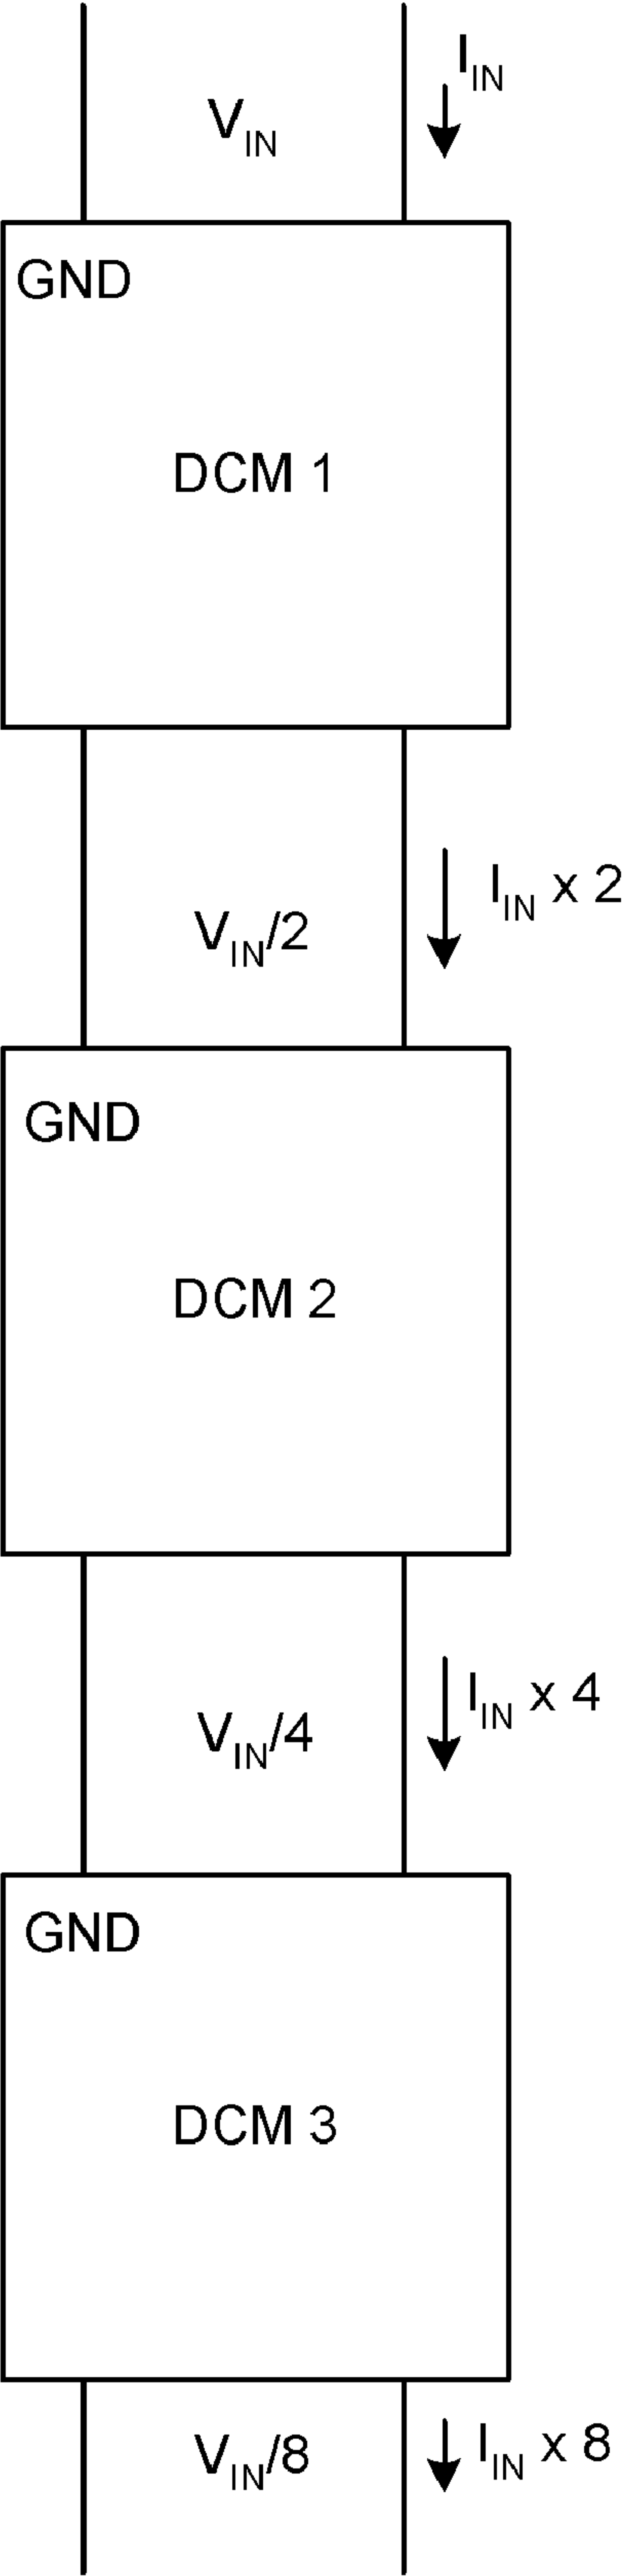 I_IN
V_IN
GND
DCM 1
I_IN x 2
V_IN/2
GND
DCM 2
I_IN x 4
V_IN/4
GND
DCM 3
I_IN x 8
V_IN/8